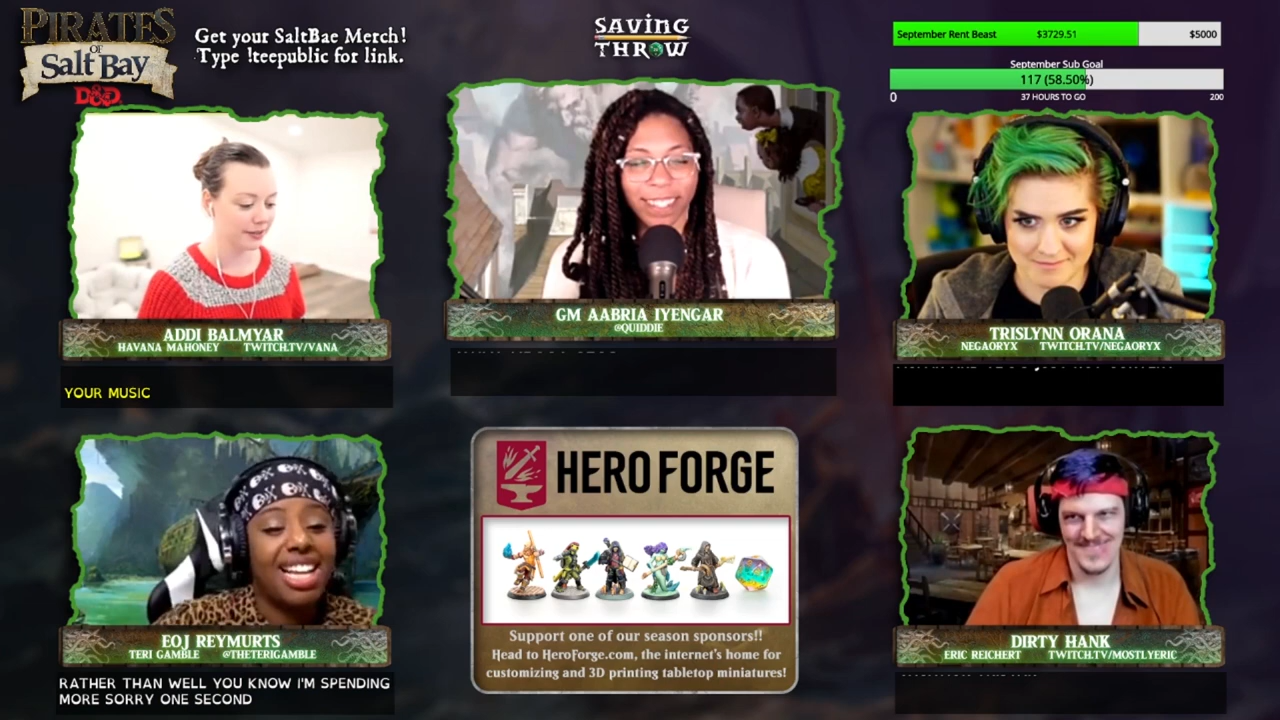 PIRATES
OF
Salt Bay
D&D
Get your SaltBae Merch!
Type !teepublic for link.
SAVING
THROW
September Rent Beast $3729.51 $5000
September Sub Goal
117 (58.50%)
0 37 HOURS TO GO 200
ADDI BALMYAR
HAVANA MAHONEY TWITCH.TV/VANA
YOUR MUSIC
GM AABRIA IYENGAR
@QUIDDIE
TRISLYNN ORANA
NEGAORYX TWITCH.TV/NEGAORYX
EOJ REYMURTS
TERI GAMBLE @THETERIGAMBLE
RATHER THAN WELL YOU KNOW I'M SPENDING
MORE SORRY ONE SECOND
HERO FORGE
Support one of our season sponsors!!
Head to HeroForge.com, the internet's home for
customizing and 3D printing tabletop miniatures!
DIRTY HANK
ERIC REICHERT TWITCH.TV/MOSTLYERIC